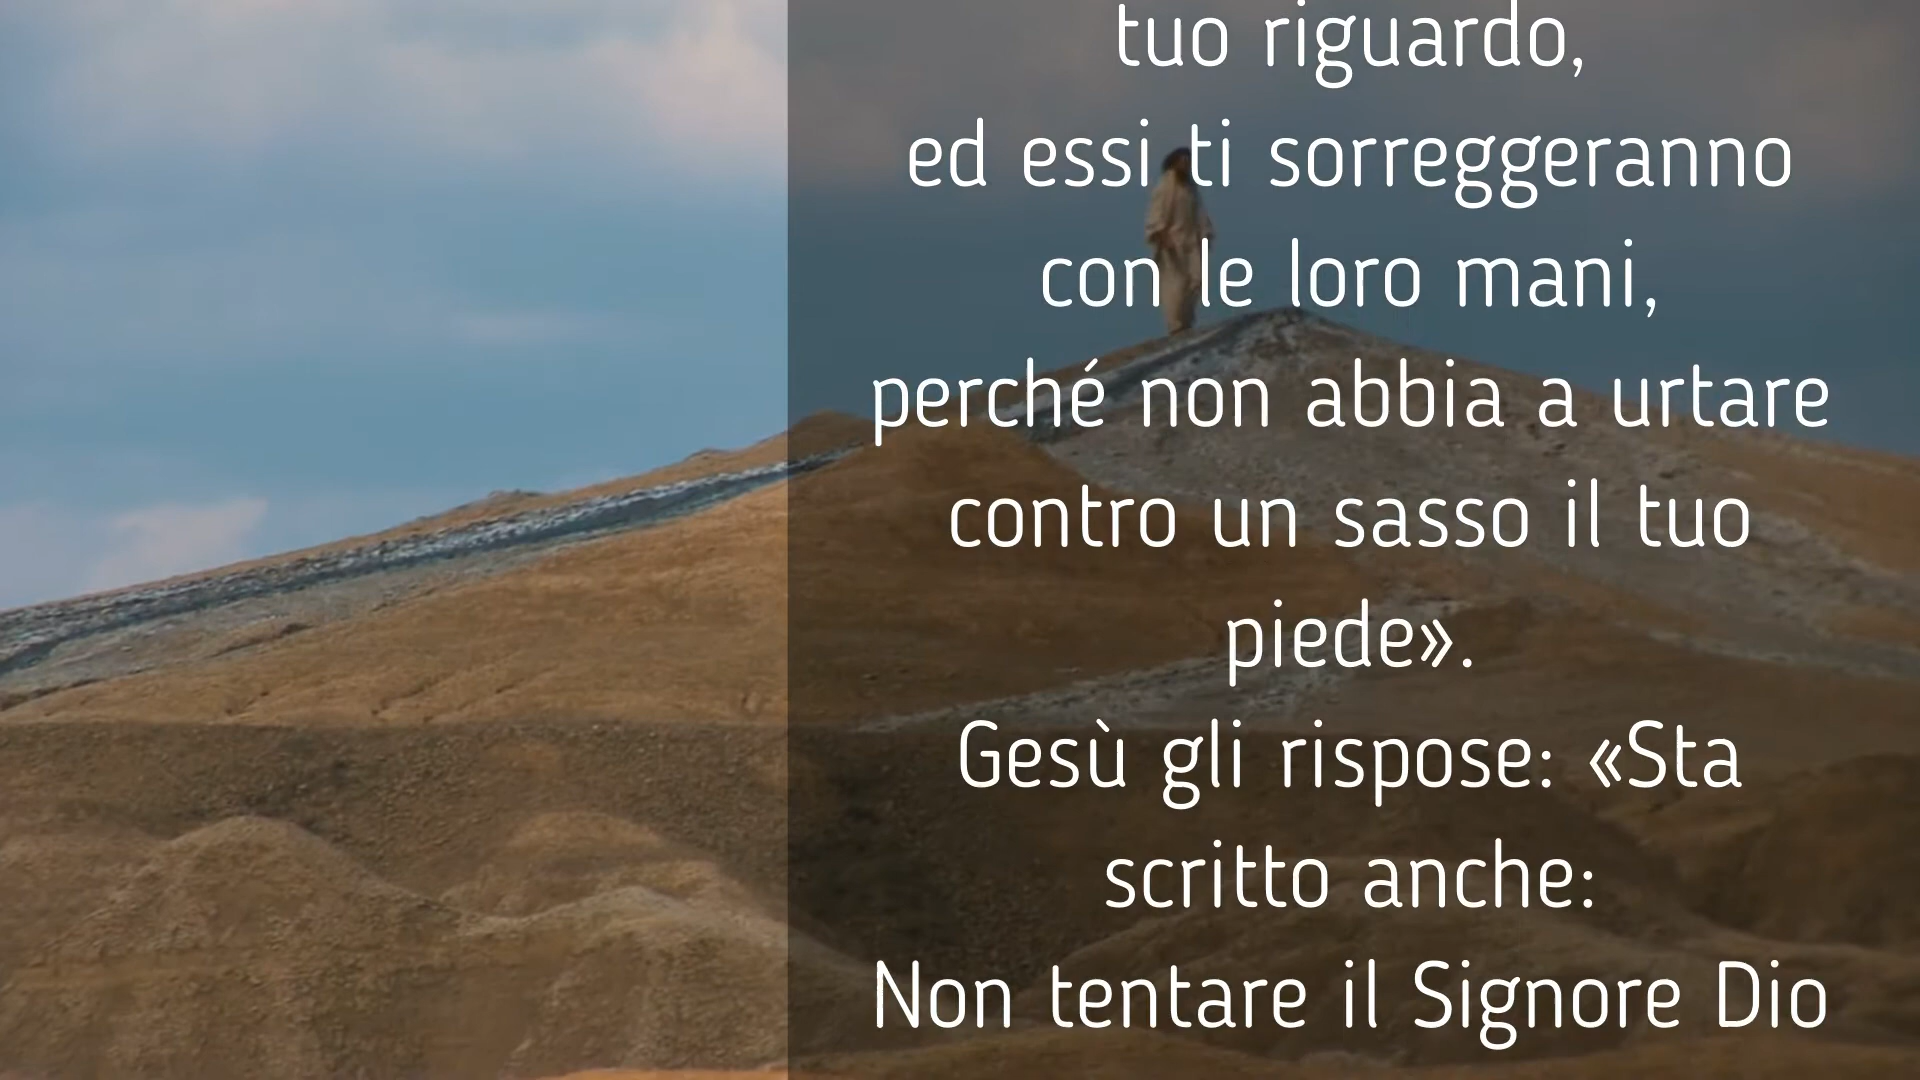 tuo riguardo,
ed essi ti sorreggeranno
con le loro mani,
perché non abbia a urtare
contro un sasso il tuo
piede».
Gesù gli rispose: «Sta
scritto anche:
Non tentare il Signore Dio